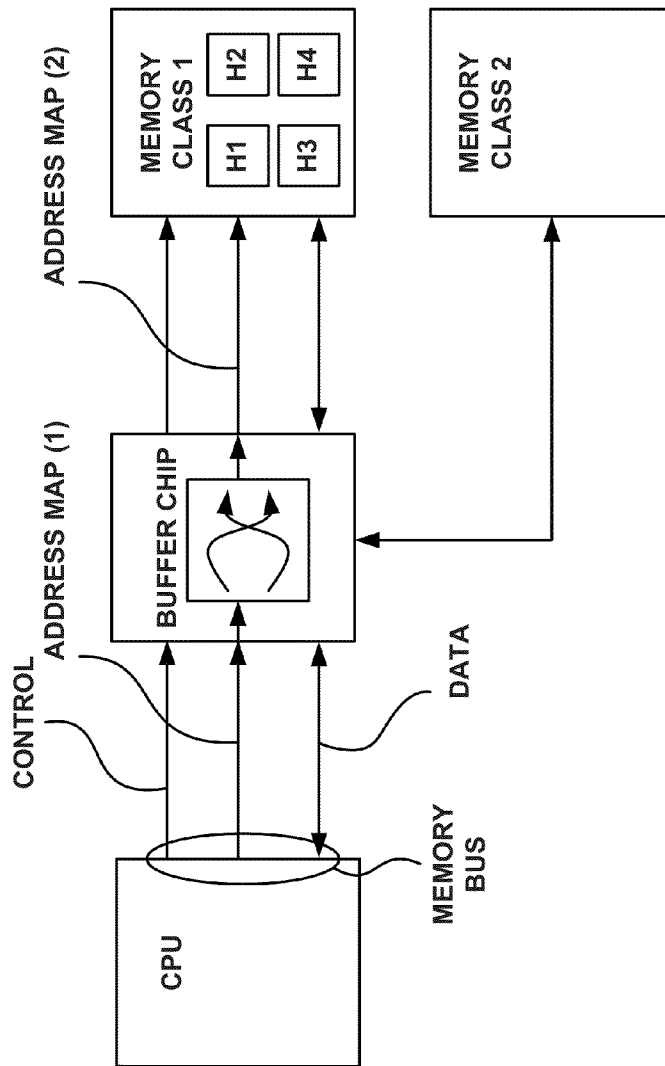 CPU
MEMORY
BUS
CONTROL
ADDRESS MAP (1)
DATA
BUFFER CHIP
ADDRESS MAP (2)
MEMORY
CLASS 1
H1
H2
H3
H4
MEMORY
CLASS 2